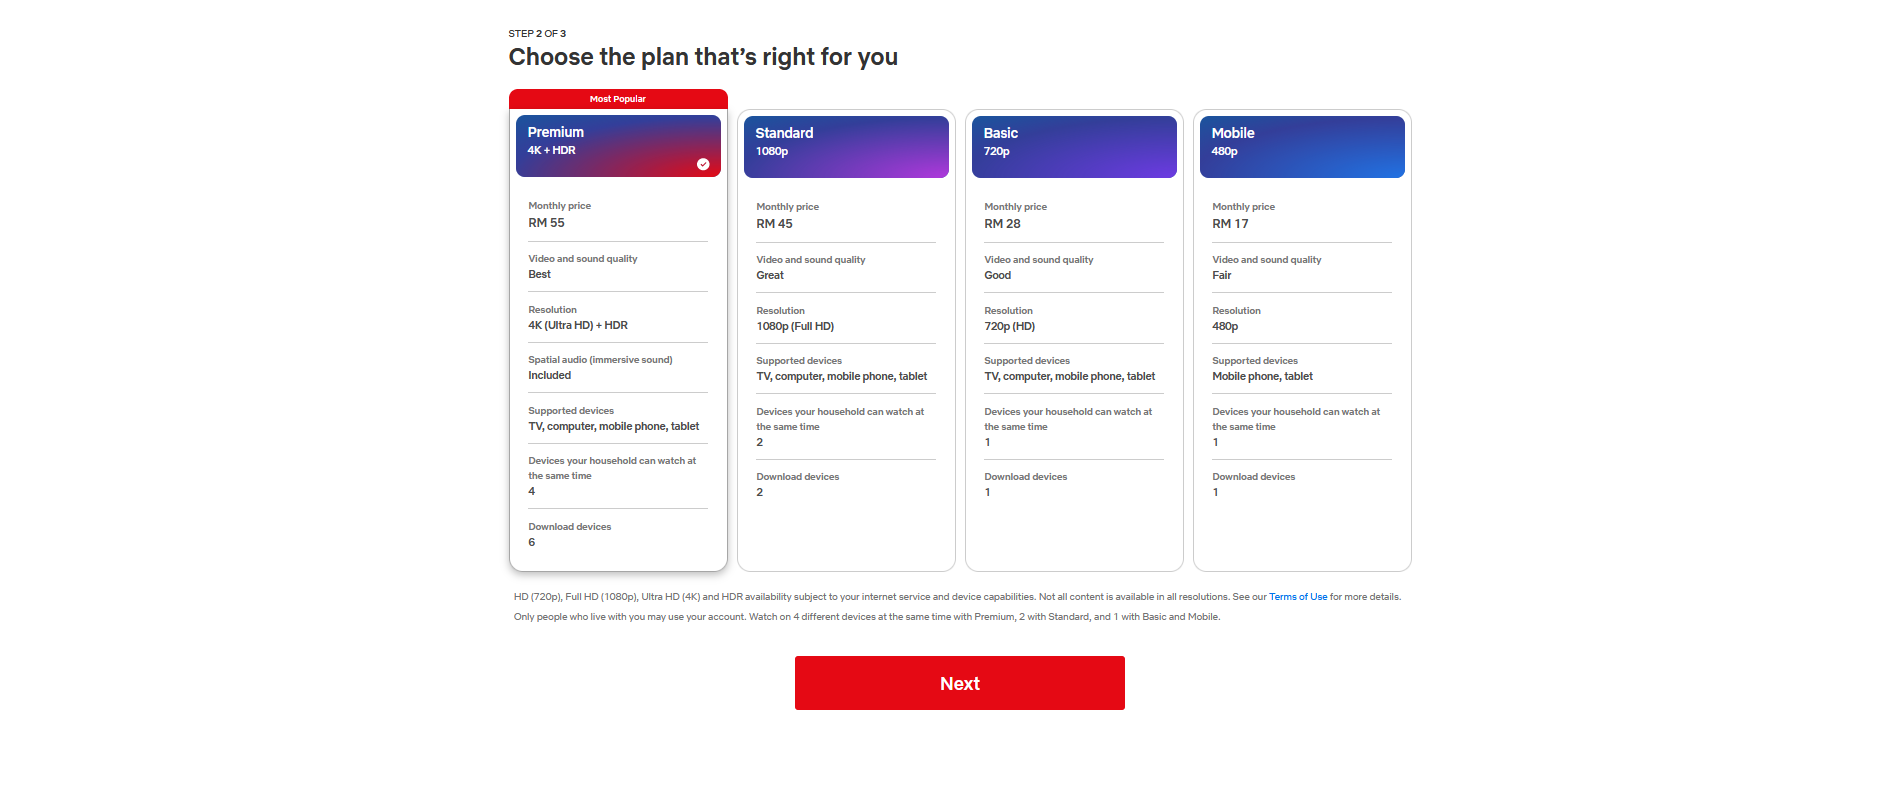 STEP 2 OF 3
Choose the plan that's right for you
Most Popular
Premium
4K + HDR
Monthly price
RM 55
Video and sound quality
Best
Resolution
4K (Ultra HD) + HDR
Spatial audio (immersive sound)
Included
Supported devices
TV, computer, mobile phone, tablet
Devices your household can watch at
the same time
4
Download devices
6
Standard
1080p
Monthly price
RM 45
Video and sound quality
Great
Resolution
1080p (Full HD)
Supported devices
TV, computer, mobile phone, tablet
Devices your household can watch at
the same time
2
Download devices
2
Basic
720p
Monthly price
RM 28
Video and sound quality
Good
Resolution
720p (HD)
Supported devices
TV, computer, mobile phone, tablet
Devices your household can watch at
the same time
1
Download devices
1
Mobile
480p
Monthly price
RM 17
Video and sound quality
Fair
Resolution
480p
Supported devices
Mobile phone, tablet
Devices your household can watch at
the same time
1
Download devices
1
HD (720p), Full HD (1080p), Ultra HD (4K) and HDR availability subject to your internet service and device capabilities. Not all content is available in all resolutions. See our Terms of Use for more details.
Only people who live with you may use your account. Watch on 4 different devices at the same time with Premium, 2 with Standard, and 1 with Basic and Mobile.
Next